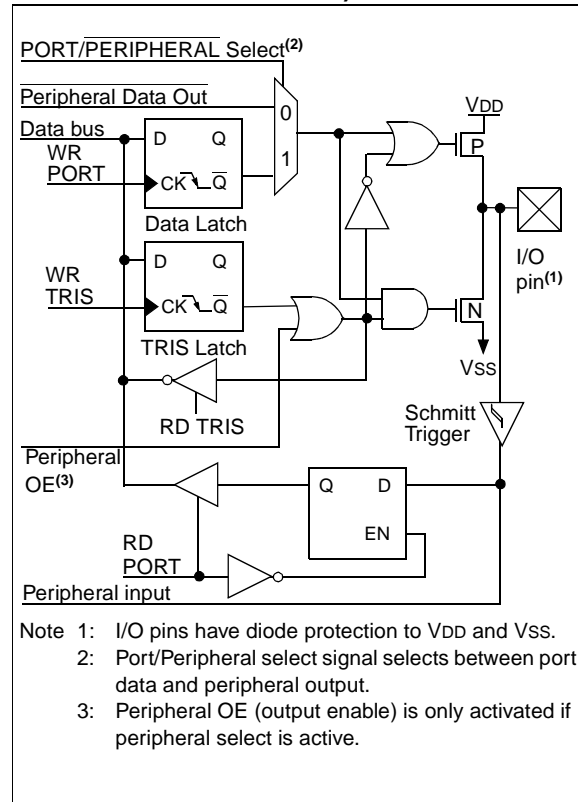 PORT/PERIPHERAL Select(2)
Peripheral Data Out
Data bus
WR
PORT
D Q
CK Q
Data Latch
0
1
VDD
P
I/O
pin(1)
WR
TRIS
D Q
CK Q
TRIS Latch
N
VSS
RD TRIS
Schmitt
Trigger
Peripheral
OE(3)
Q D
EN
RD
PORT
Peripheral input
Note 1: I/O pins have diode protection to VDD and VSS.
2: Port/Peripheral select signal selects between port
data and peripheral output.
3: Peripheral OE (output enable) is only activated if
peripheral select is active.